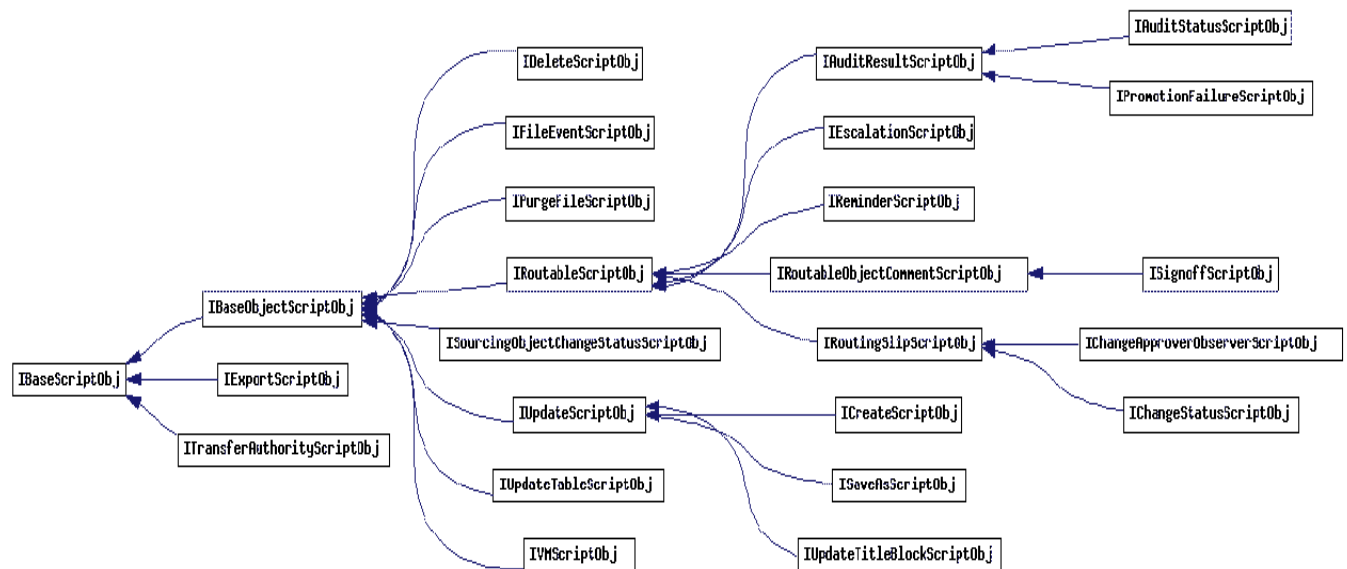 IAuditStatusScriptObj
IDeleteScriptObj
IAuditResultScriptObj
IPromotionFailureScriptObj
IFileEventScriptObj
IEscalationScriptObj
IPurgeFileScriptObj
IReminderScriptObj
IRoutableScriptObj
IRoutableObjectCommentScriptObj
ISignoffScriptObj
IBaseObjectScriptObj
ISourcingObjectChangeStatusScriptObj
IRoutingSlipScriptObj
IChangeApproverObserverScriptObj
IBaseScriptObj
IExportScriptObj
IUpdateScriptObj
ICreateScriptObj
IChangeStatusScriptObj
ITransferAuthorityScriptObj
IUpdateTableScriptObj
ISaveAsScriptObj
IVMScriptObj
IUpdateTitleBlockScriptObj